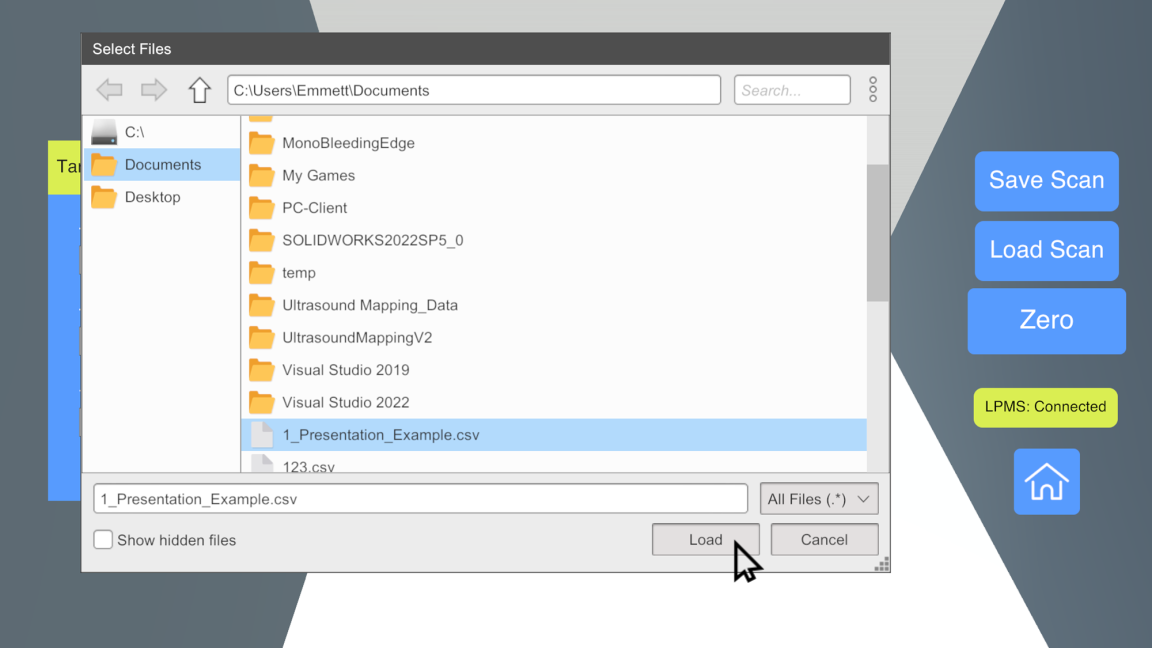 Select Files
C:\Users\Emmett\Documents
Search...
C:\
Documents
Desktop
MonoBleedingEdge
My Games
PC-Client
SOLIDWORKS2022SP5_0
temp
Ultrasound Mapping_Data
UltrasoundMappingV2
Visual Studio 2019
Visual Studio 2022
1_Presentation_Example.csv
123.csv
1_Presentation_Example.csv
All Files (.*)
Show hidden files
Load
Cancel
Save Scan
Load Scan
Zero
LPMS: Connected